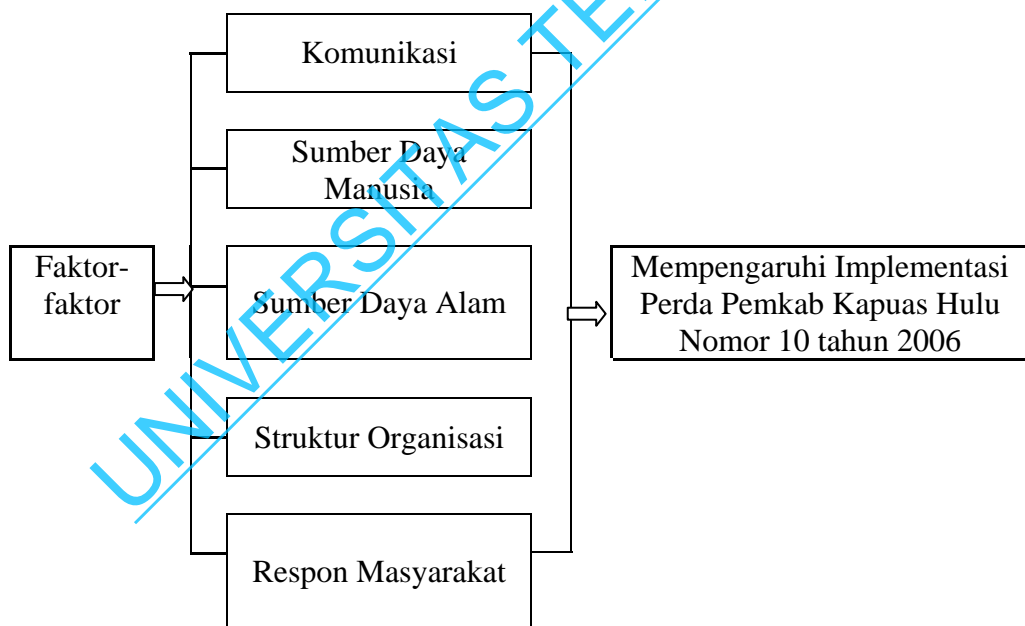 Komunikasi
Sumber Daya
Manusia
Faktor-
faktor
Sumber Daya Alam
Mempengaruhi Implementasi
Perda Pemkab Kapuas Hulu
Nomor 10 tahun 2006
Struktur Organisasi
Respon Masyarakat
UNIVERSITAS